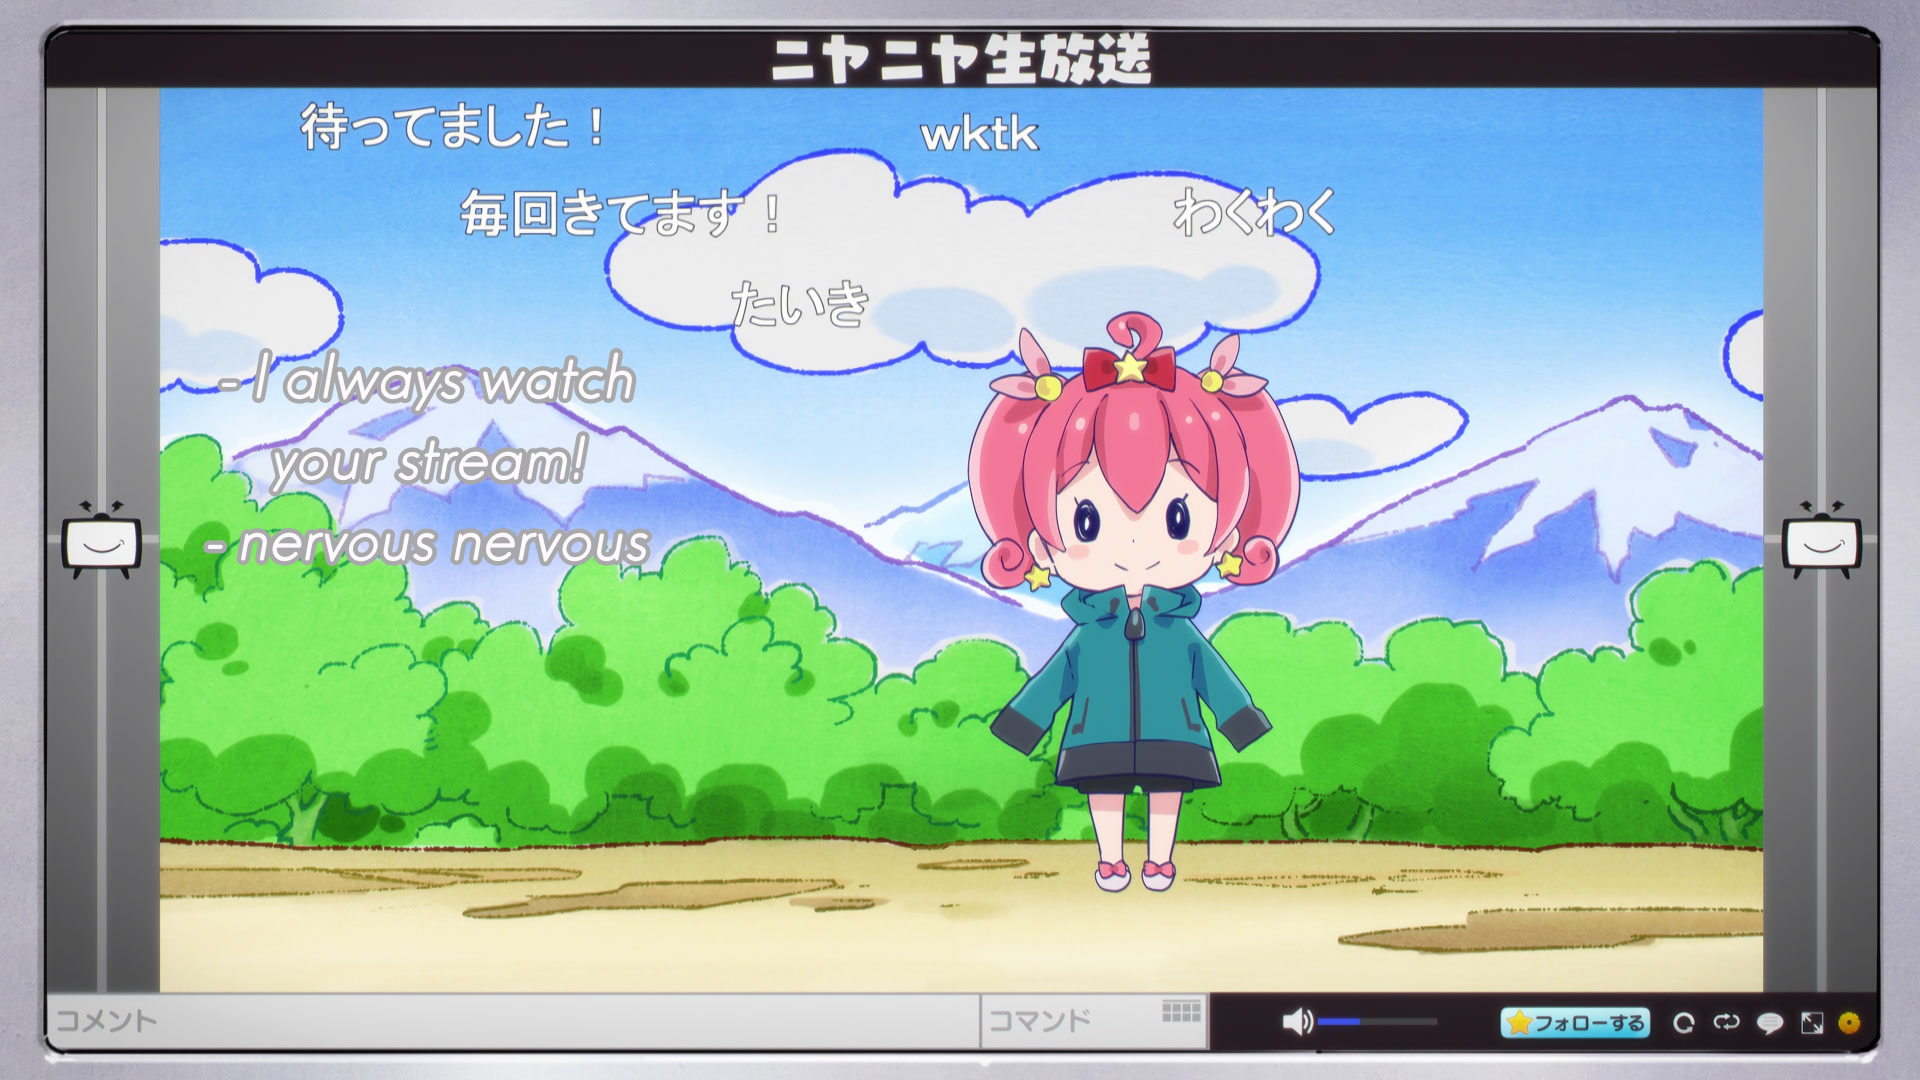 ニヤニヤ生放送
待ってました！
wktk
毎回きてます！
わくわく
たいき
- I always watch
your stream!
- nervous nervous
コメント
コマンド
フォローする